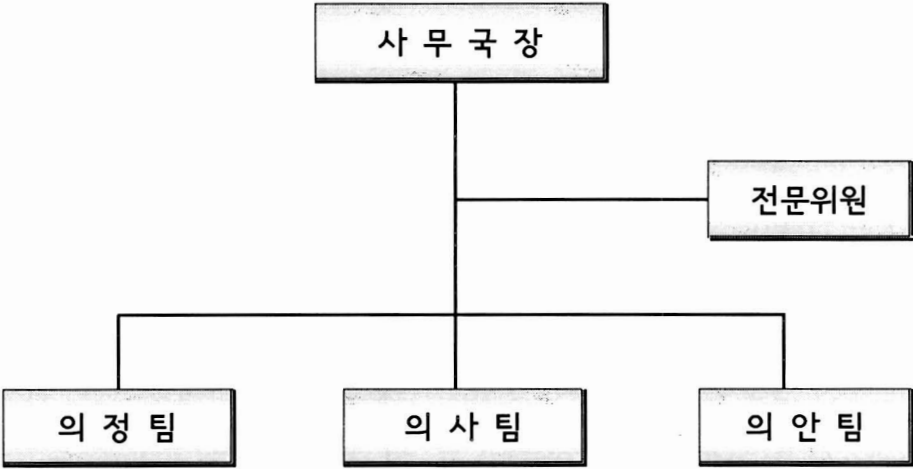 사 무 국 장
전문위원
의 정 팀
의 사 팀
의 안 팀